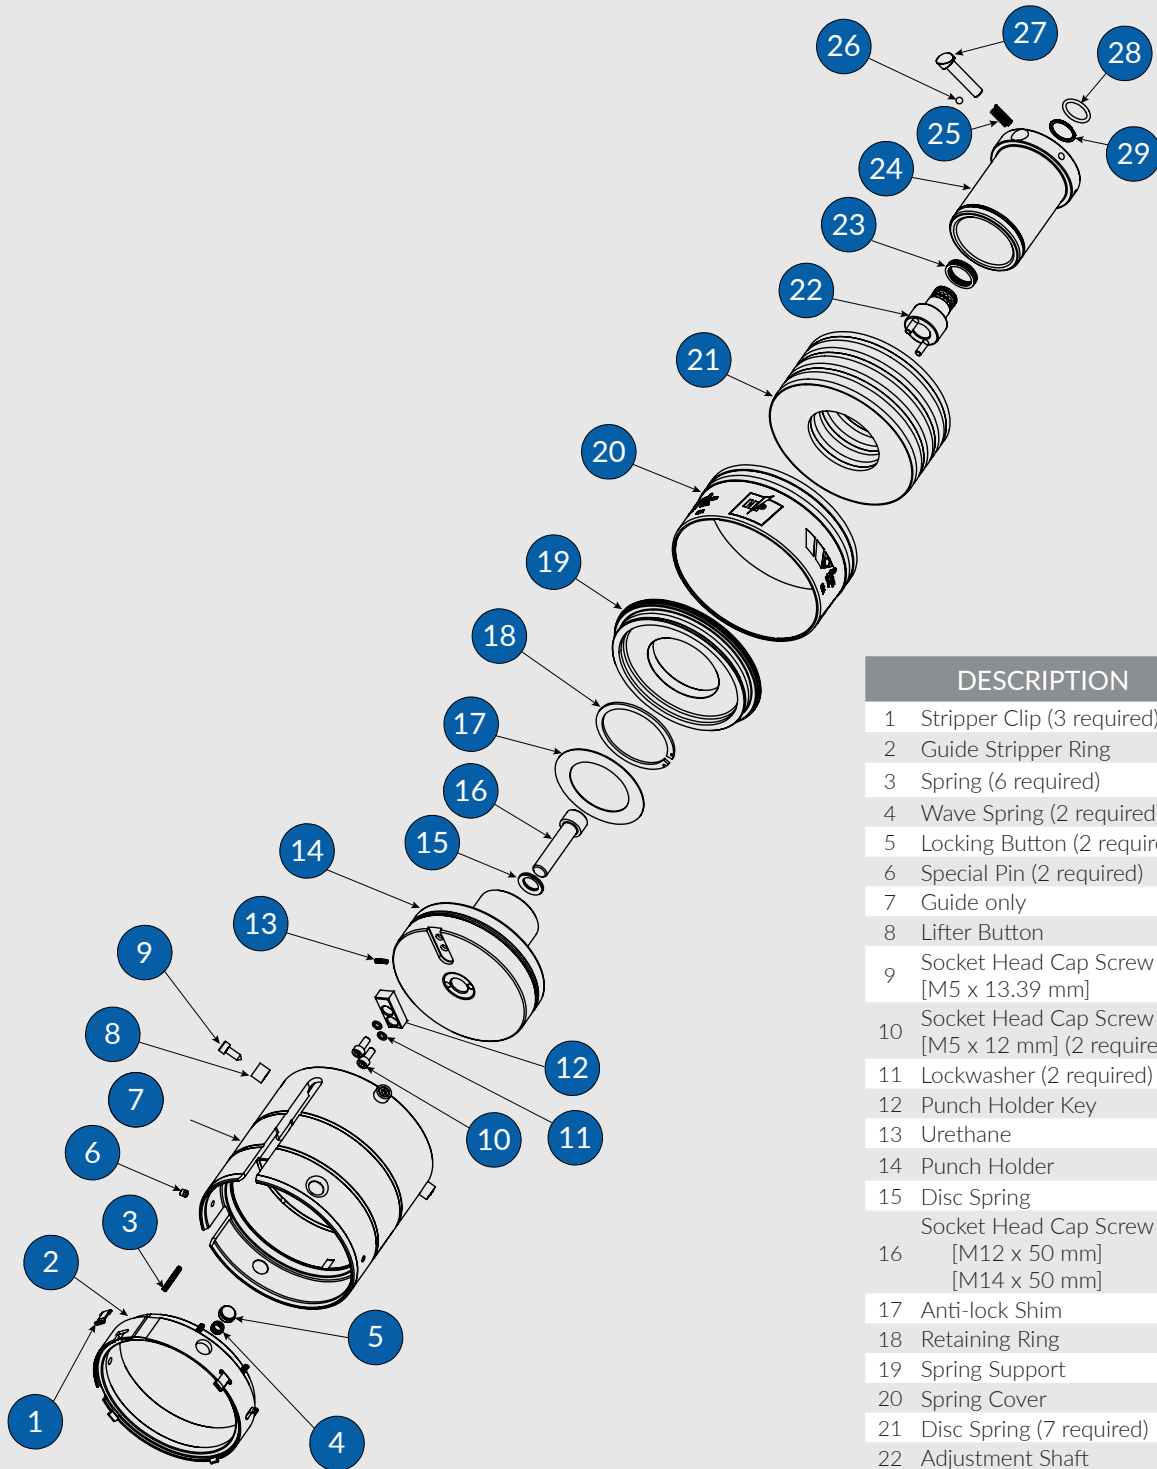 27
26
28
25
29
24
23
22
21
20
19
18
17
16
15
14
13
9
8
12
7
10
11
6
3
2
5
1
4
DESCRIPTION
1 Stripper Clip (3 required)
2 Guide Stripper Ring
3 Spring (6 required)
4 Wave Spring (2 required
5 Locking Button (2 require
6 Special Pin (2 required)
7 Guide only
8 Lifter Button
9 Socket Head Cap Screw
[M5 x 13.39 mm]
10 Socket Head Cap Screw
[M5 x 12 mm] (2 require
11 Lockwasher (2 required)
12 Punch Holder Key
13 Urethane
14 Punch Holder
15 Disc Spring
16 Socket Head Cap Screw
[M12 x 50 mm]
[M14 x 50 mm]
17 Anti-lock Shim
18 Retaining Ring
19 Spring Support
20 Spring Cover
21 Disc Spring (7 required)
22 Adjustment Shaft